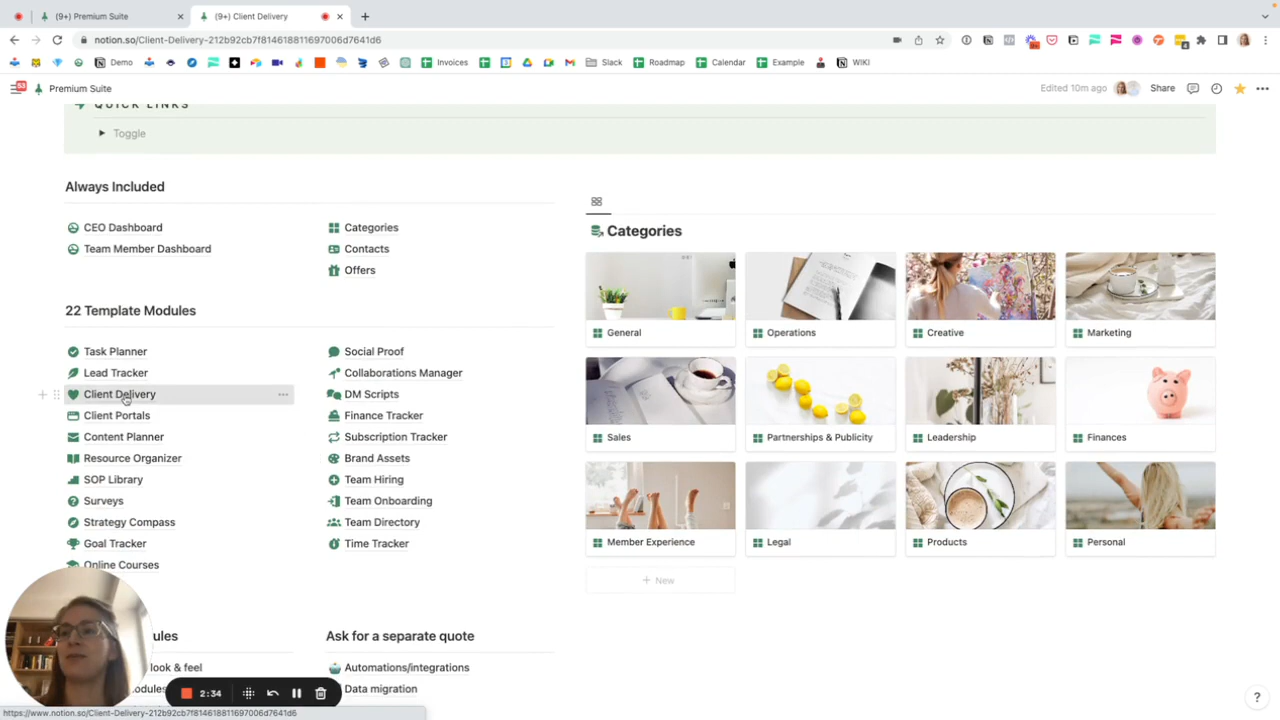 (9+) Premium Suite
(9+) Client Delivery
notion.so/Client-Delivery-212b92cb7f814618811697006d7641d6
Demo
Invoices
Slack
Roadmap
Calendar
Example
WIKI
53
Premium Suite
Edited 10m ago
Share
QUICK LINKS
Toggle
Always Included
CEO Dashboard
Team Member Dashboard
Categories
Contacts
Offers
22 Template Modules
Task Planner
Lead Tracker
Client Delivery
Client Portals
Content Planner
Resource Organizer
SOP Library
Surveys
Strategy Compass
Goal Tracker
Online Courses
Social Proof
Collaborations Manager
DM Scripts
Finance Tracker
Subscription Tracker
Brand Assets
Team Hiring
Team Onboarding
Team Directory
Time Tracker
Categories
General
Operations
Creative
Marketing
Sales
Partnerships & Publicity
Leadership
Finances
Member Experience
Legal
Products
Personal
+ New
ules
look & feel
odules
Ask for a separate quote
Automations/integrations
Data migration
2:34
https://www.notion.so/Client-Delivery-212b92cb7f814618811697006d7641d6
?